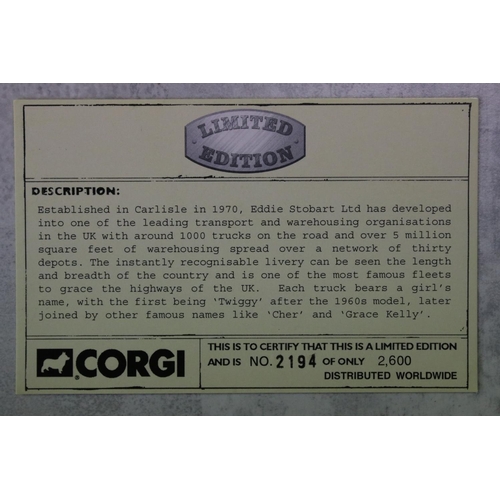 LIMITED
EDITION
DESCRIPTION:
Established in Carlisle in 1970, Eddie Stobart Ltd has developed
into one of the leading transport and warehousing organisations
in the UK with around 1000 trucks on the road and over 5 million
square feet of warehousing spread over a network of thirty
depots. The instantly recognisable livery can be seen the length
and breadth of the country and is one of the most famous fleets
to grace the highways of the UK.  Each truck bears a girl's
name, with the first being 'Twiggy' after the 1960s model, later
joined by other famous names like 'Cher' and 'Grace Kelly'.
CORGI
THIS IS TO CERTIFY THAT THIS IS A LIMITED EDITION
AND IS NO. 2194 OF ONLY 2,600
DISTRIBUTED WORLDWIDE